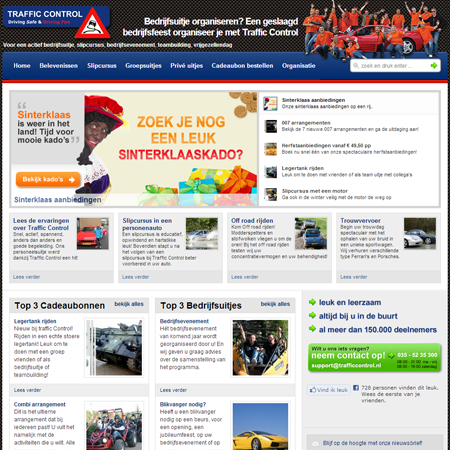 TRAFFIC CONTROL
Driving Safe & Driving Fun
Bedrijfsuitje organiseren? Een geslaagd
bedrijfsfeest organiseer je met Traffic Control
Voor een actief bedrijfsuitje, slipcursus, bedrijfsevenement, teambuilding, vrijgezellendag
Home Belevenissen Slipcursus Groepsuitjes Privé uitjes Cadeaubon bestellen Organisatie
zoek en druk enter ...
Sinterklaas
is weer in het
land! Tijd voor
mooie kado's
Bekijk kado's
ZOEK JE NOG
EEN LEUK
SINTERKLAASKADO?
Sinterklaas aanbiedingen
Sinterklaas aanbiedingen
Onze sinterklaas aanbiedingen op een rij..
007 arrangementen
Bekijk de 7 nieuwe 007 arrangementen en ga de uitdaging aan!
Herfstaanbiedingen vanaf € 49,50 pp
Boek nu snel één van onze spectaculaire herfstaanbiedingen!
Legertank rijden
Leuk om te doen met vrienden of als team uitje met collega's
Slipcursus met een motor
Ga ook in de winter veilig met de motor de weg op
Lees de ervaringen
over Traffic Control
Snel, actief, spannend,
anders dan anders en
goede begeleiding. Ons
personeelsuitje werd
dankzij Traffic Control een hit!
Lees verder
Slipcursus in een
personenauto
Een slipcursus is educatief,
opwindend en hartstikke
leuk! Bovendien slaapt u na
het volgen van een
slipcursus bij Traffic Control beter
voorbereid in uw auto.
Lees verder
Off road rijden
Kom Off road rijden!
Modderspetters en
stofwolken vliegen u om de
oren! Bij het Off road
rijden testen wij uw
concentratievermogen en uw behendigheid!
Lees verder
Trouwvervoer
Begin uw trouwdag
spectaculair met het
ophalen van uw bruid in
een unieke sportwagen.
Wij verhuren verschillende
type Ferrari's en Porsches.
Lees verder
Top 3 Cadeaubonnen bekijk alles
Legertank rijden
Nieuw bij traffic Control!
Rijden in een echte stoere
legertank! Leuk om te
doen met een groep
vrienden of als
bedrijfsuitje of
teambuilding!
Lees verder
Combi arrangement
Dit is het ultieme
arrangement dat bij
iedereen past! U voelt het
namelijk met de
activiteiten die u wilt. Alle
Top 3 Bedrijfsuitjes bekijk alles
Bedrijfsevenement
Hét bedrijfsevenement
van komend jaar wordt
georganiseerd door u! En
wij geven u graag advies
over de samenstelling van
het programma.
Lees verder
Blikvanger nodig?
Heeft u een blikvanger
nodig op een beurs, voor
een opening, een
jubileumfeest, op uw
bedrijfsevenement of
leuk en leerzaam
altijd bij u in de buurt
al meer dan 150.000 deelnemers
Wilt u ons iets vragen?
neem contact op!
035 - 52 35 300
support@trafficcontrol.nl
Vind ik leuk
728 personen vinden dit leuk.
Wees de eerste van je
vrienden.
Blijf op de hoogte met onze nieuwsbrief!